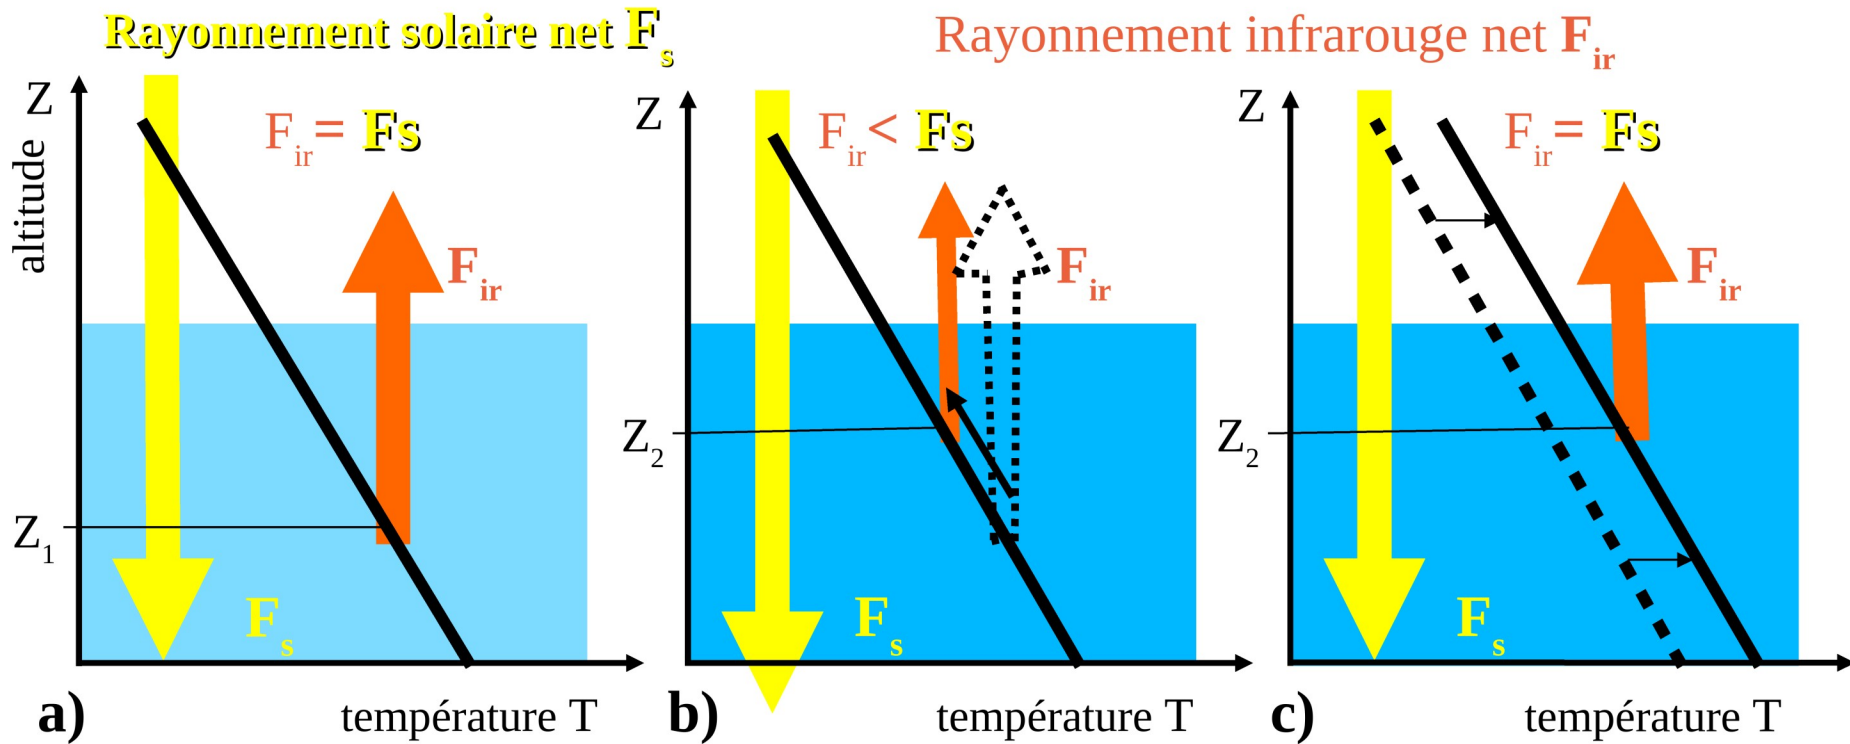 Rayonnement solaire net Fs
Rayonnement infrarouge net Fir
Z
altitude
Fir = Fs
Fir
Z1
Fs
a)
température T
Z
Fir < Fs
Fir
Z2
Fs
b)
température T
Z
Fir = Fs
Fir
Z2
Fs
c)
température T